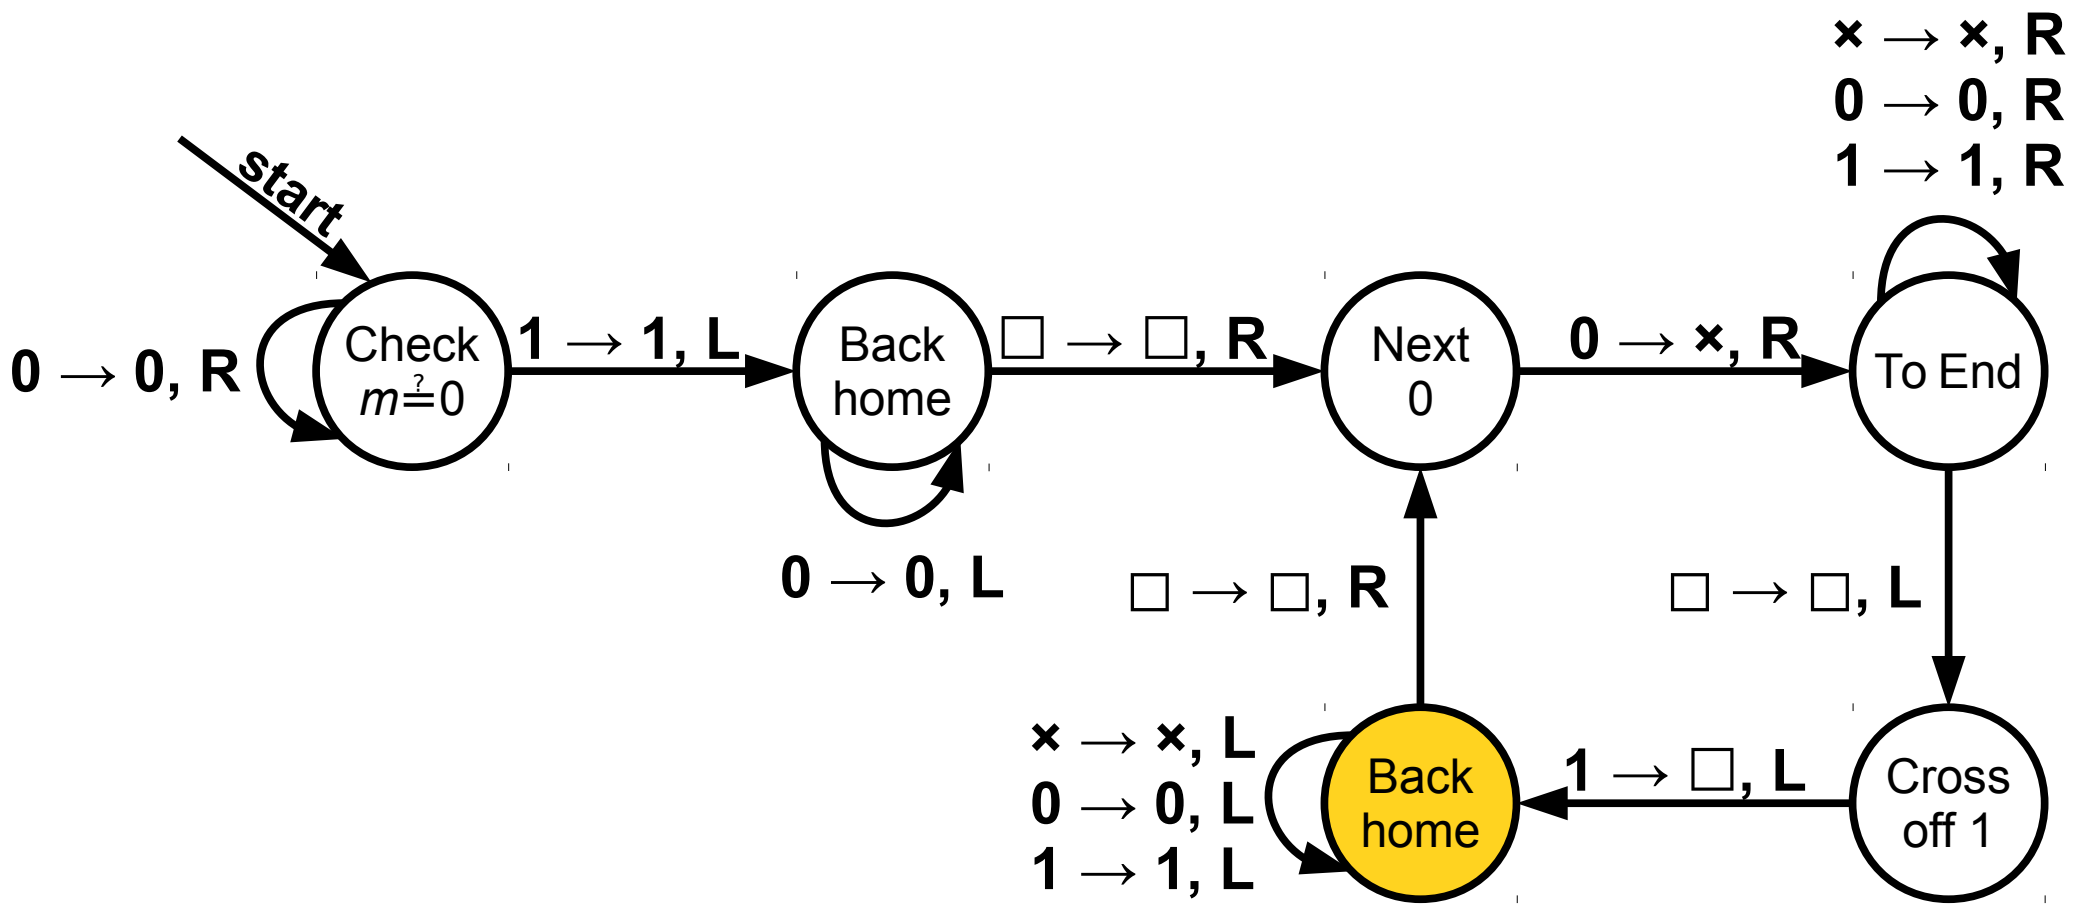 × → ×, R
0 → 0, R
1 → 1, R
start
0 → 0, R
Check
m≟0
1 → 1, L
Back
home
□ → □, R
Next
0
0 → ×, R
To End
0 → 0, L
□ → □, R
□ → □, L
× → ×, L
0 → 0, L
1 → 1, L
Back
home
1 → □, L
Cross
off 1